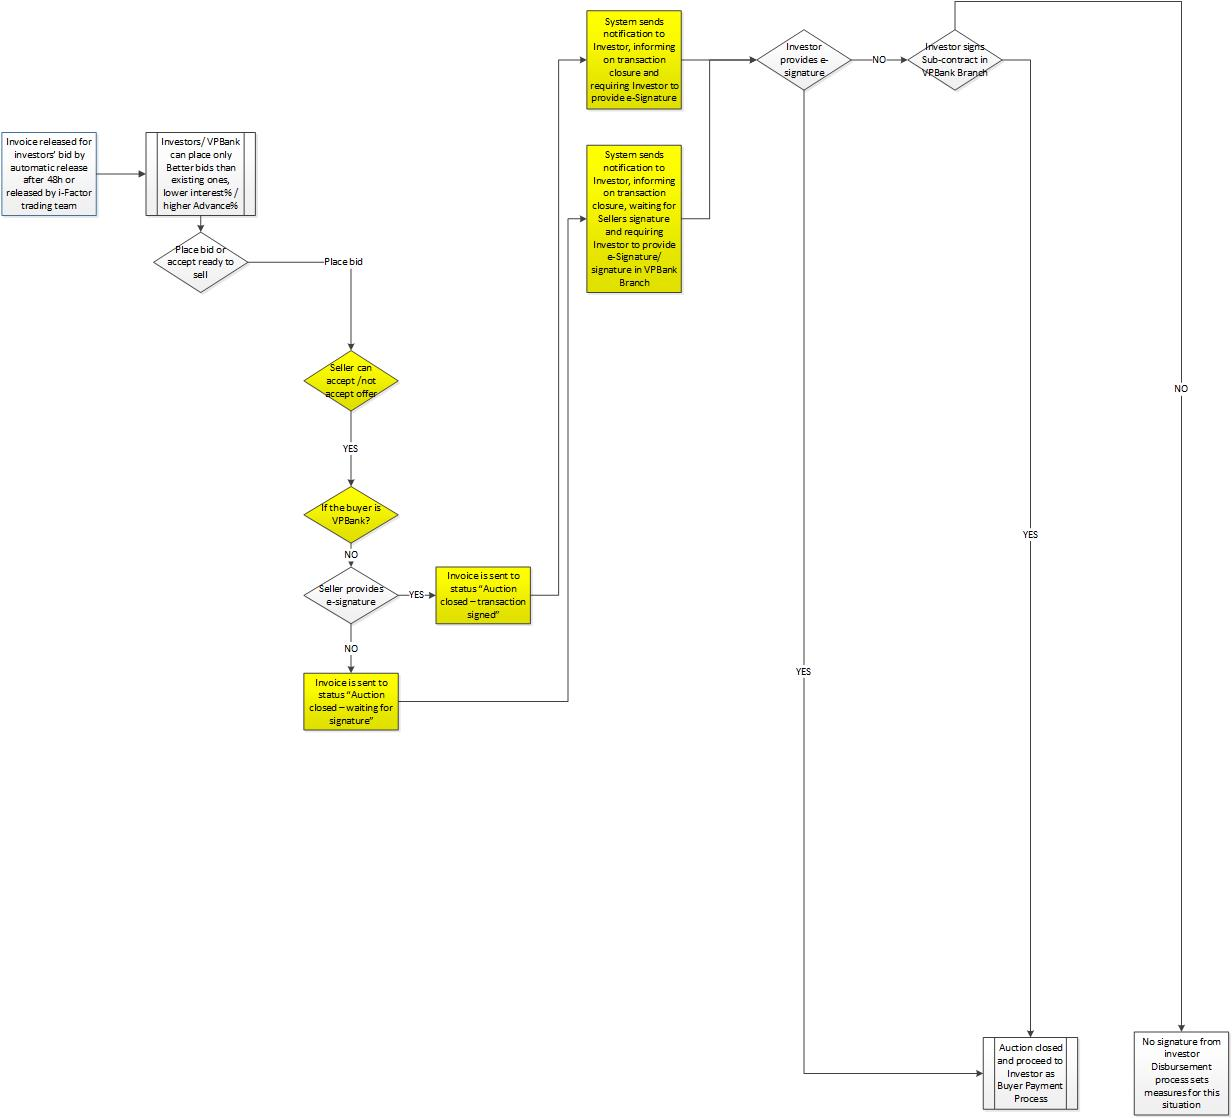 System sends
notification to
Investor, informing
on transaction
closure and
requiring Investor to
provide e-Signature
Investor
provides e-
signature
NO
Investor signs
Sub-contract in
VPBank Branch
Invoice released for
investors' bid by
automatic release
after 48h or
released by i-Factor
trading team
Investors/ VPBank
can place only
Better bids than
existing ones,
lower interest% /
higher Advance%
System sends
notification to
Investor, informing
on transaction
closure, waiting for
Sellers signature
and requiring
Investor to provide
e-Signature/
signature in VPBank
Branch
Place bid or
accept ready to
sell
Place bid
Seller can
accept /not
accept offer
NO
YES
If the buyer is
VPBank?
YES
NO
Seller provides
e-signature
YES
Invoice is sent to
status “Auction
closed – transaction
signed”
NO
YES
Invoice is sent to
status “Auction
closed – waiting for
signature”
Auction closed
and proceed to
Investor as
Buyer Payment
Process
No signature from
investor
Disbursement
process sets
measures for this
situation